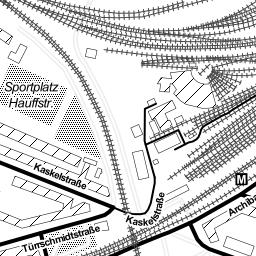 Sportplatz
Hauffstr.
Kaskelstraße
Kaskelstraße
M
Archiba
Türrschmidtstraße